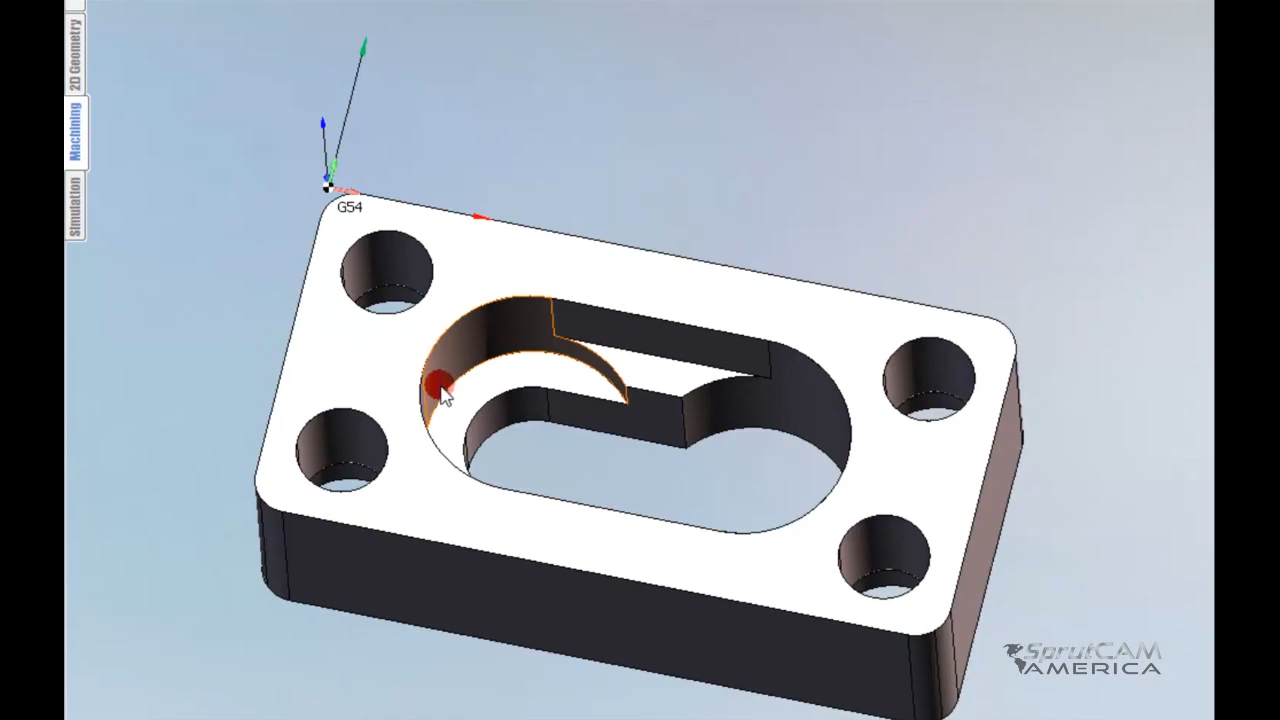 2D Geometry
Machining
Simulation
G54
SprutCAM
AMERICA